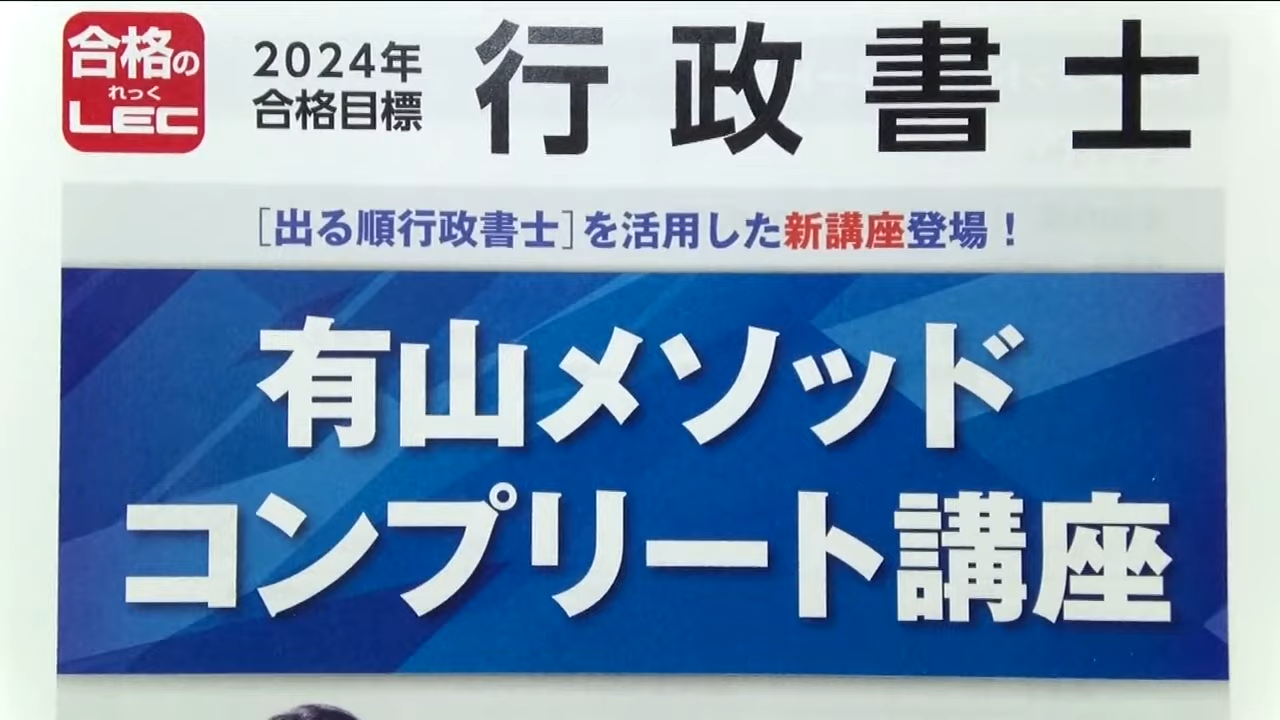 合格の
れっく
LEC
2024年
合格目標
行政書士
[出る順行政書士]を活用した新講座登場！
有山メソッド
コンプリート講座